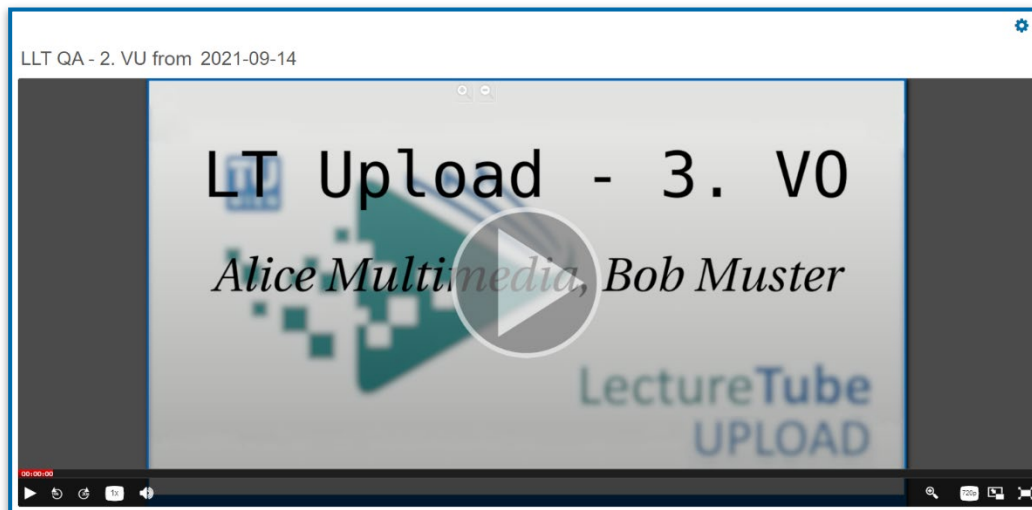 LLT QA - 2. VU from 2021-09-14
LT Upload - 3. VO
Alice Multimedia, Bob Muster
LectureTube
UPLOAD
00:00:00
1x
720p